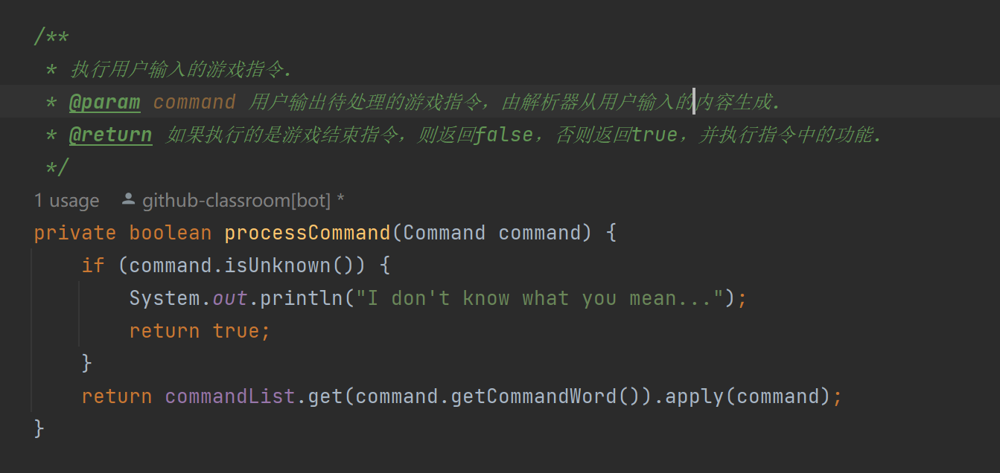 /**
 * 执行用户输入的游戏指令.
 * @param command 用户输出待处理的游戏指令，由解析器从用户输入的内容生成.
 * @return 如果执行的是游戏结束指令，则返回false，否则返回true，并执行指令中的功能.
 */
1 usage github-classroom[bot] *
private boolean processCommand(Command command) {
    if (command.isUnknown()) {
        System.out.println("I don't know what you mean...");
        return true;
    }
    return commandList.get(command.getCommandWord()).apply(command);
}